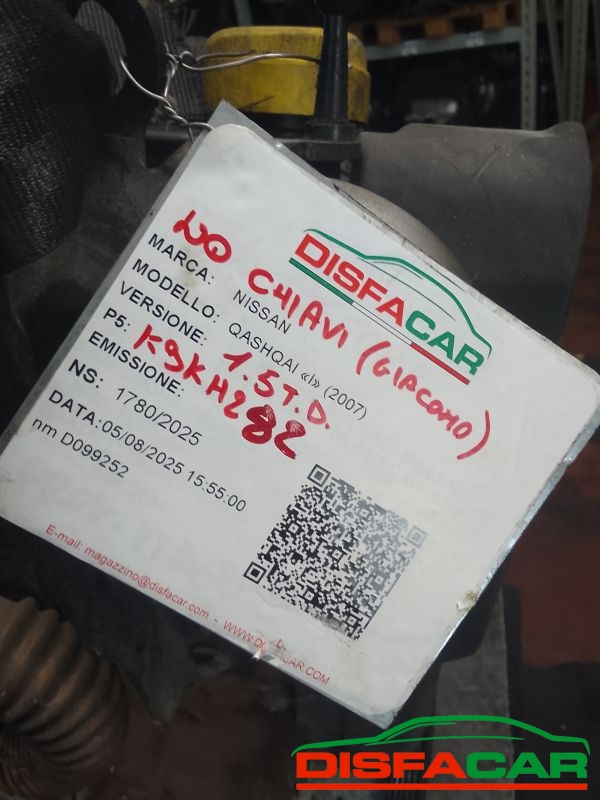 NO CHIAVI (GIACOMO)
DISFACAR
MARCA: NISSAN
MODELLO: QASHQAI «I» (2007)
VERSIONE: 1.5 T.D.
P5: K9KH282
EMISSIONE:
NS: 1780/2025
DATA: 05/08/2025 15:55:00
nm D099252
E-mail: magazzino@disfacar.com - WWW.DISFACAR.COM
DISFACAR